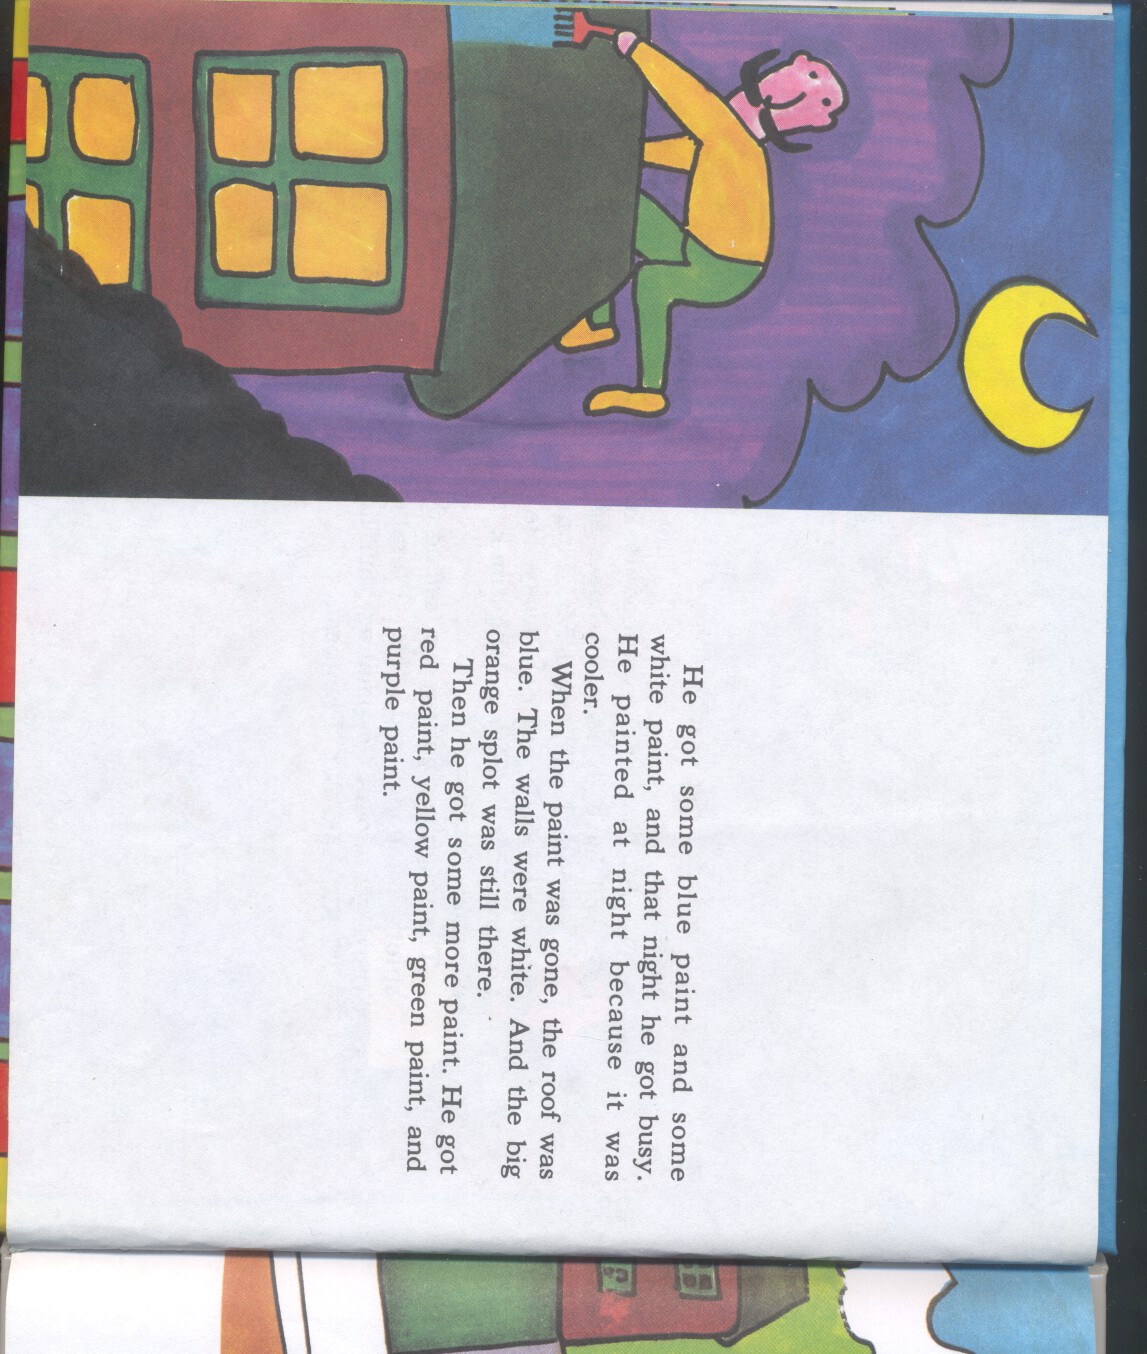 He got some blue paint and some
white paint, and that night he got busy.
He painted at night because it was
cooler.
When the paint was gone, the roof was
blue. The walls were white. And the big
orange splot was still there.
Then he got some more paint. He got
red paint, yellow paint, green paint, and
purple paint.